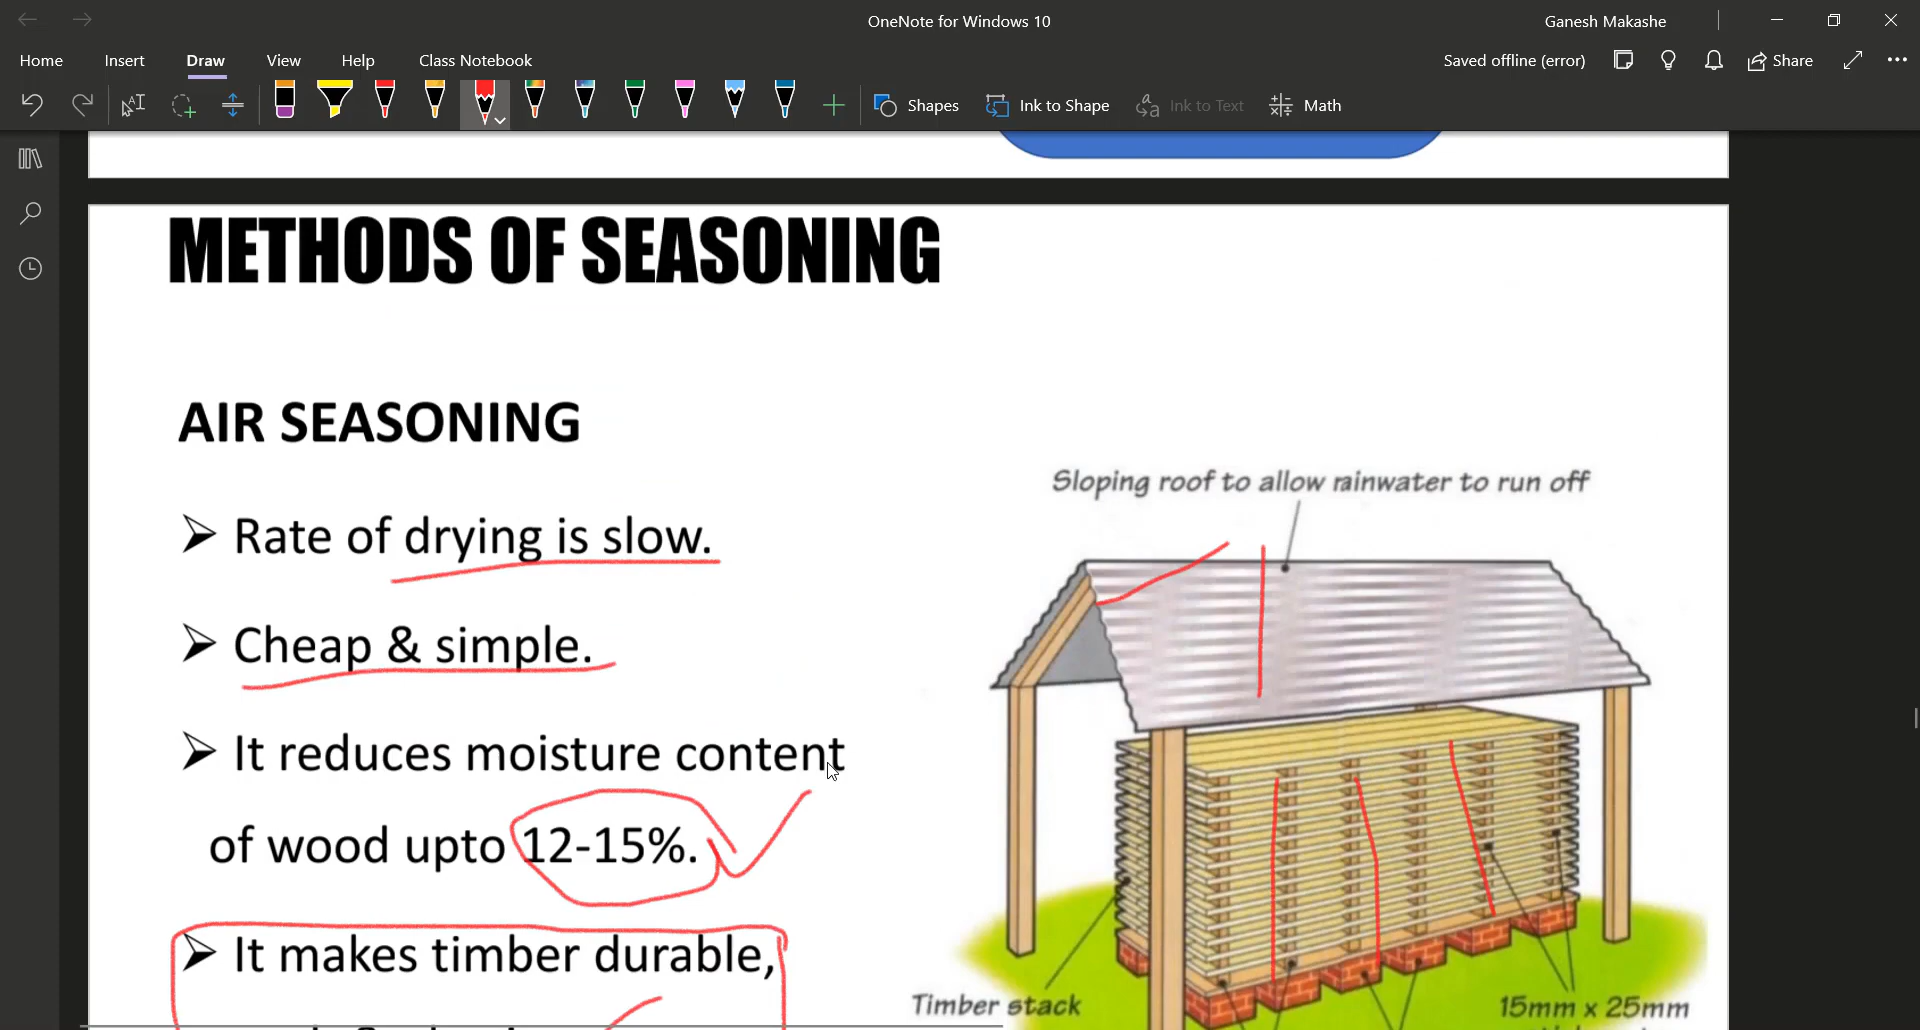 OneNote for Windows 10
Ganesh Makashe
Home Insert Draw View Help Class Notebook
Saved offline (error) Share
Shapes Ink to Shape Ink to Text Math
METHODS OF SEASONING
AIR SEASONING
Sloping roof to allow rainwater to run off
➢ Rate of drying is slow.
➢ Cheap & simple.
➢ It reduces moisture content
of wood upto 12-15%.
➢ It makes timber durable,
Timber stack
15mm x 25mm